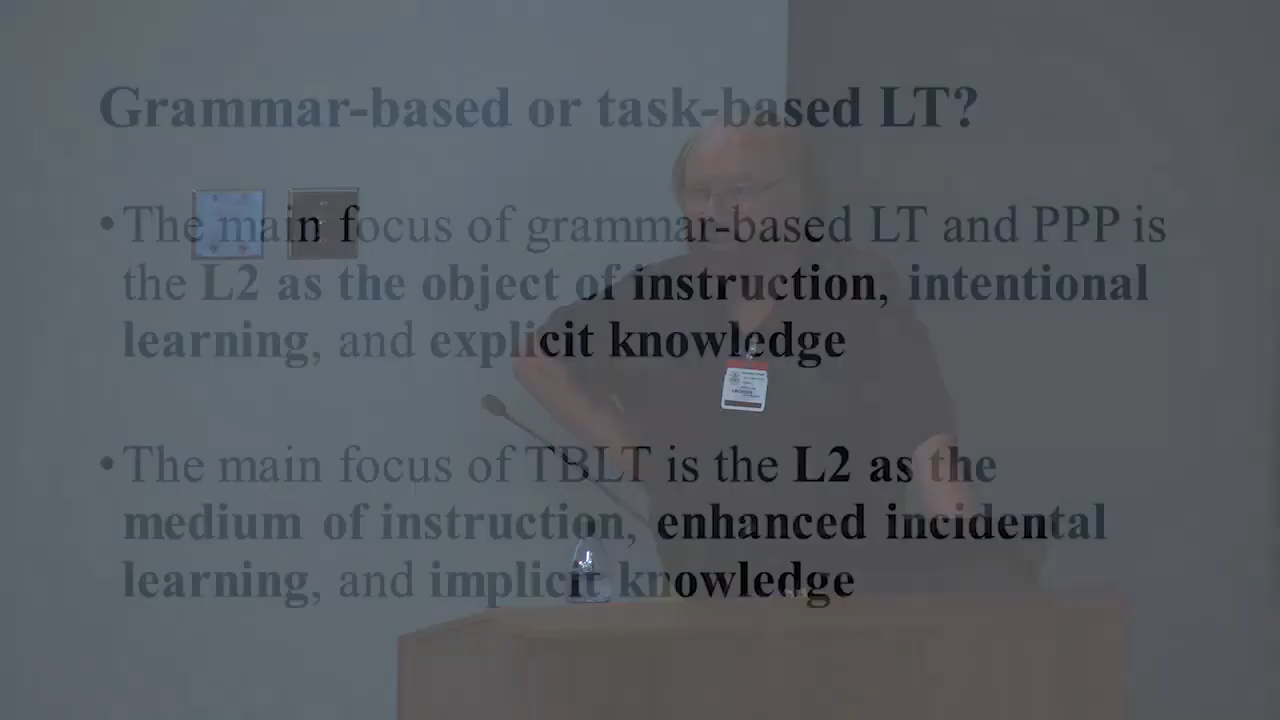 Grammar-based or task-based LT?
•The main focus of grammar-based LT and PPP is
the L2 as the object of instruction, intentional
learning, and explicit knowledge
•The main focus of TBLT is the L2 as the
medium of instruction, enhanced incidental
learning, and implicit knowledge